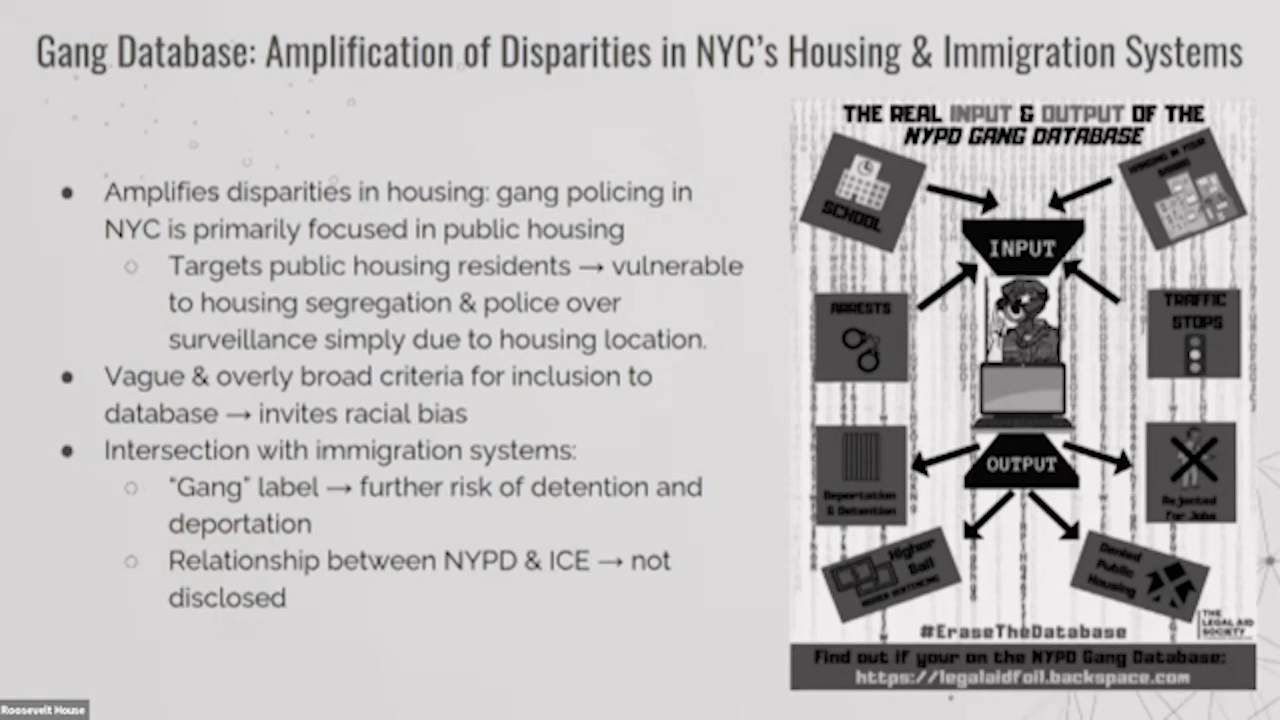 Gang Database: Amplification of Disparities in NYC's Housing & Immigration Systems
● Amplifies disparities in housing: gang policing in
NYC is primarily focused in public housing
○ Targets public housing residents → vulnerable
to housing segregation & police over
surveillance simply due to housing location.
● Vague & overly broad criteria for inclusion to
database → invites racial bias
● Intersection with immigration systems:
○ "Gang" label → further risk of detention and
deportation
○ Relationship between NYPD & ICE → not
disclosed
THE REAL INPUT & OUTPUT OF THE
NYPD GANG DATABASE
SCHOOL
HANGING IN YOUR
INPUT
ARRESTS
TRAFFIC
STOPS
OUTPUT
Deportation
& Detention
Rejected
for Jobs
Higher
Bail
HIGHER SENTENCING
Denied
Public
Housing
#EraseTheDatabase
THE
LEGAL AID
SOCIETY
Find out if your on the NYPD Gang Database:
https://legalaidfoil.backspace.com
Roosevelt House